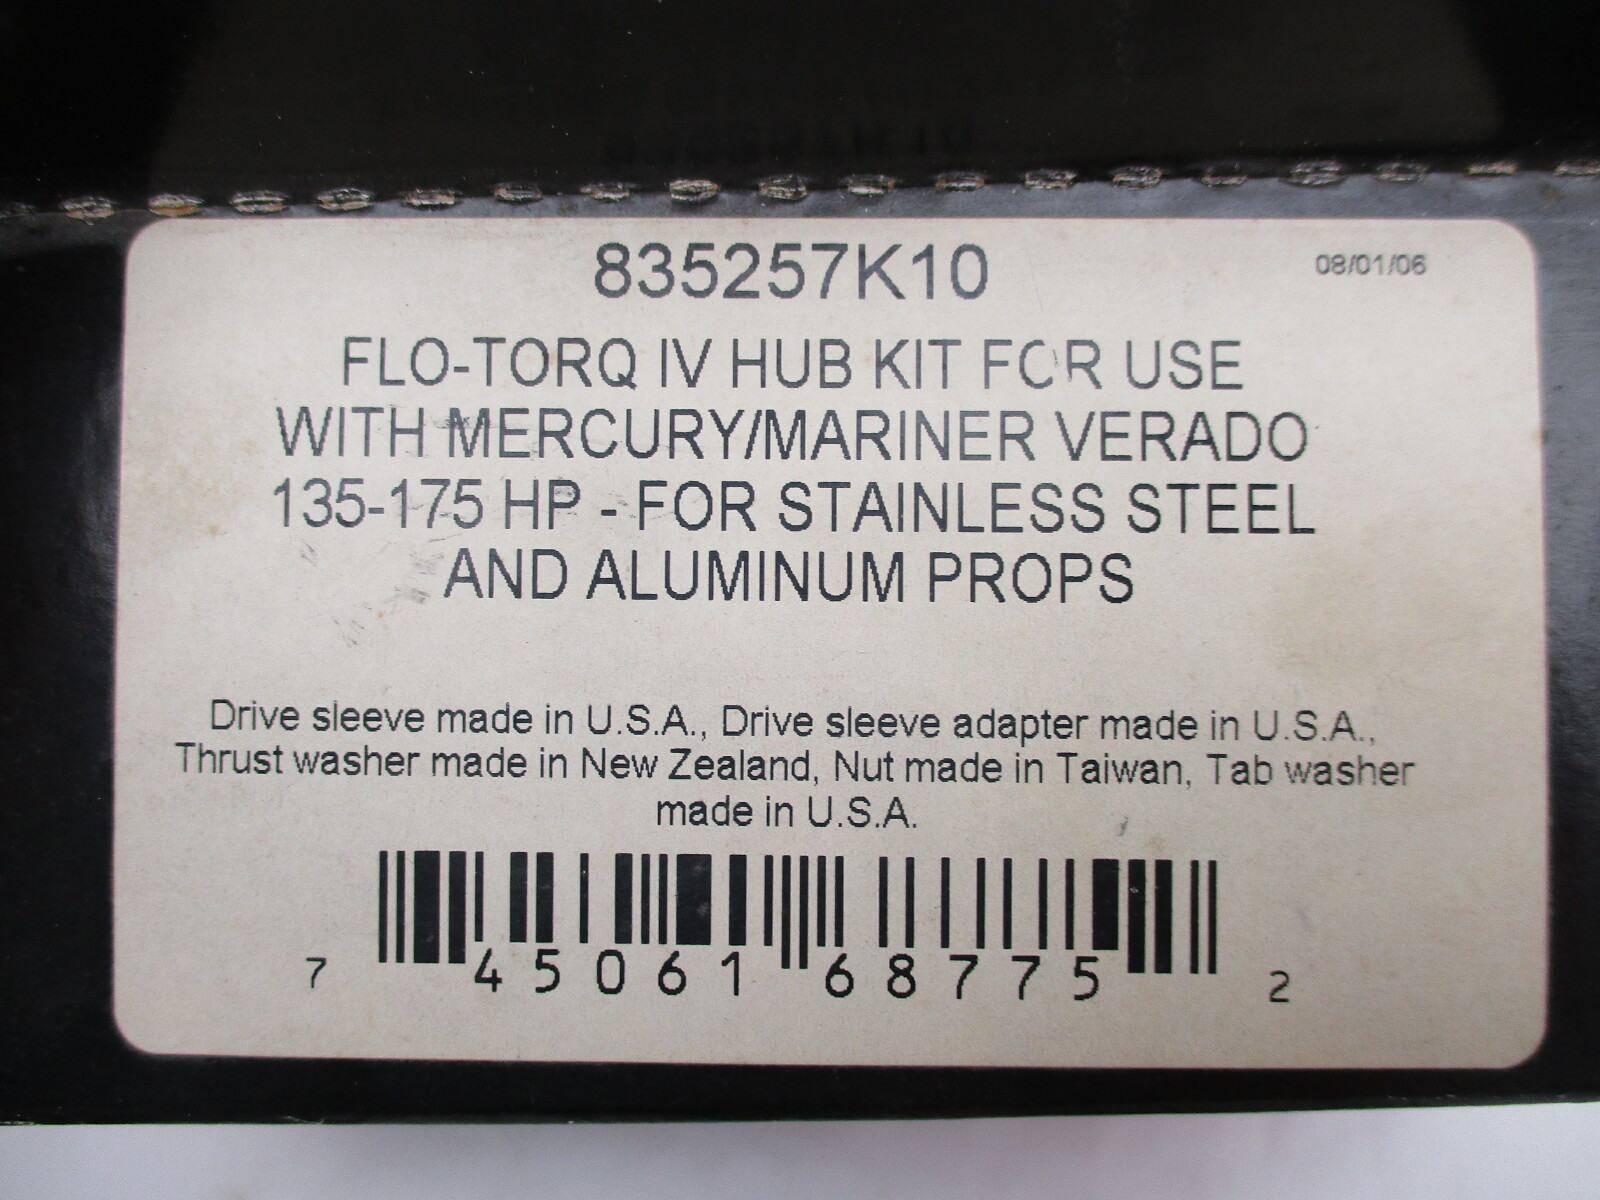 835257K10
08/01/06
FLO-TORQ IV HUB KIT FOR USE
WITH MERCURY/MARINER VERADO
135-175 HP - FOR STAINLESS STEEL
AND ALUMINUM PROPS
Drive sleeve made in U.S.A., Drive sleeve adapter made in U.S.A.,
Thrust washer made in New Zealand, Nut made in Taiwan, Tab washer
made in U.S.A.
7 45061 68775 2